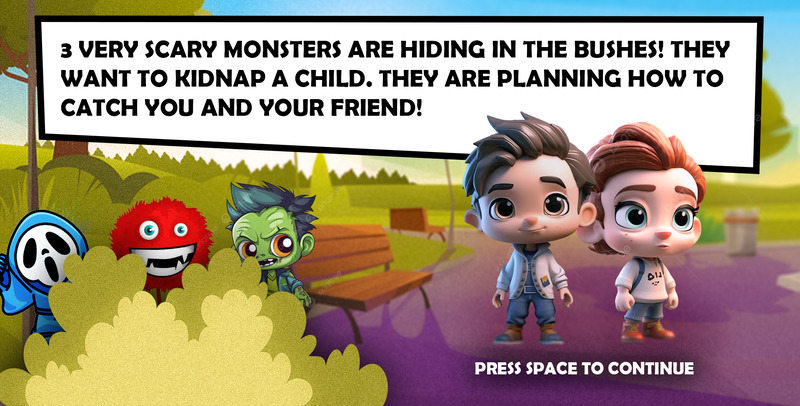 3 VERY SCARY MONSTERS ARE HIDING IN THE BUSHES! THEY
WANT TO KIDNAP A CHILD. THEY ARE PLANNING HOW TO
CATCH YOU AND YOUR FRIEND!
PRESS SPACE TO CONTINUE